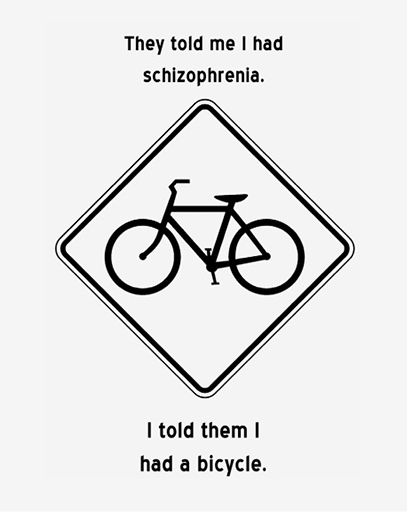 They told me I had
schizophrenia.
I told them I
had a bicycle.